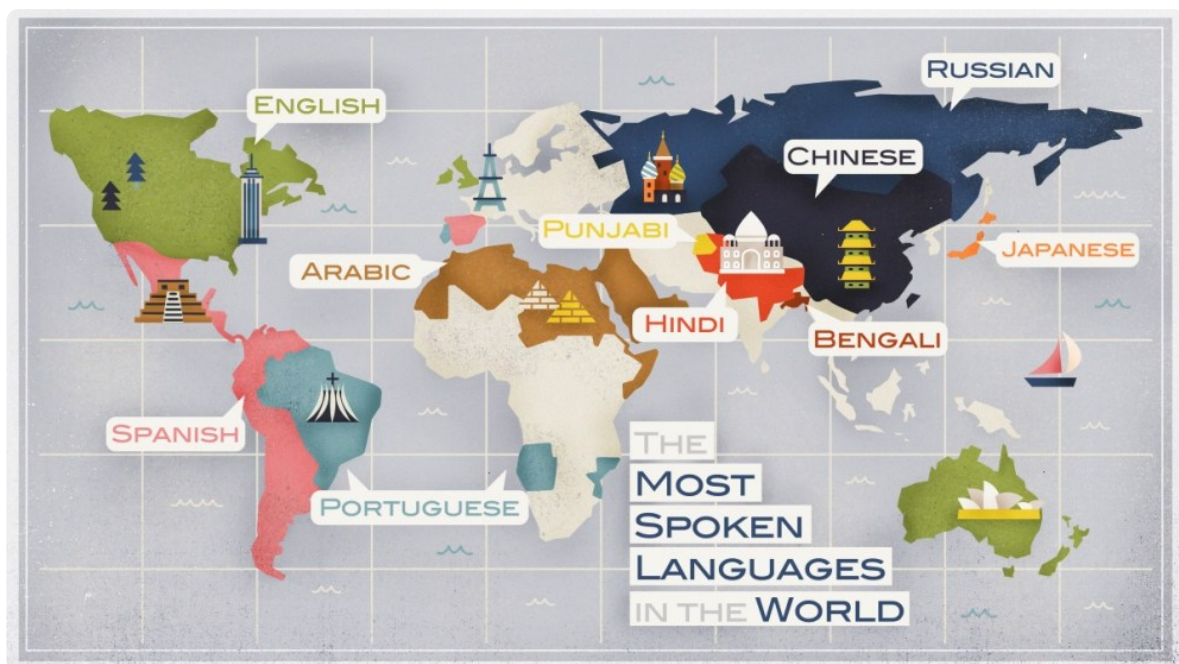 RUSSIAN
ENGLISH
CHINESE
PUNJABI
JAPANESE
ARABIC
HINDI
BENGALI
SPANISH
PORTUGUESE
THE
MOST
SPOKEN
LANGUAGES
IN THE WORLD